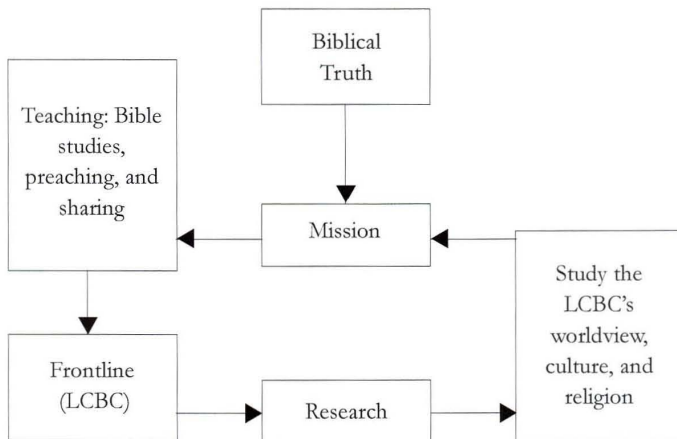 Biblical
Truth
Teaching: Bible
studies,
preaching, and
sharing
Mission
Study the
LCBC's
worldview,
culture, and
religion
Frontline
(LCBC)
Research